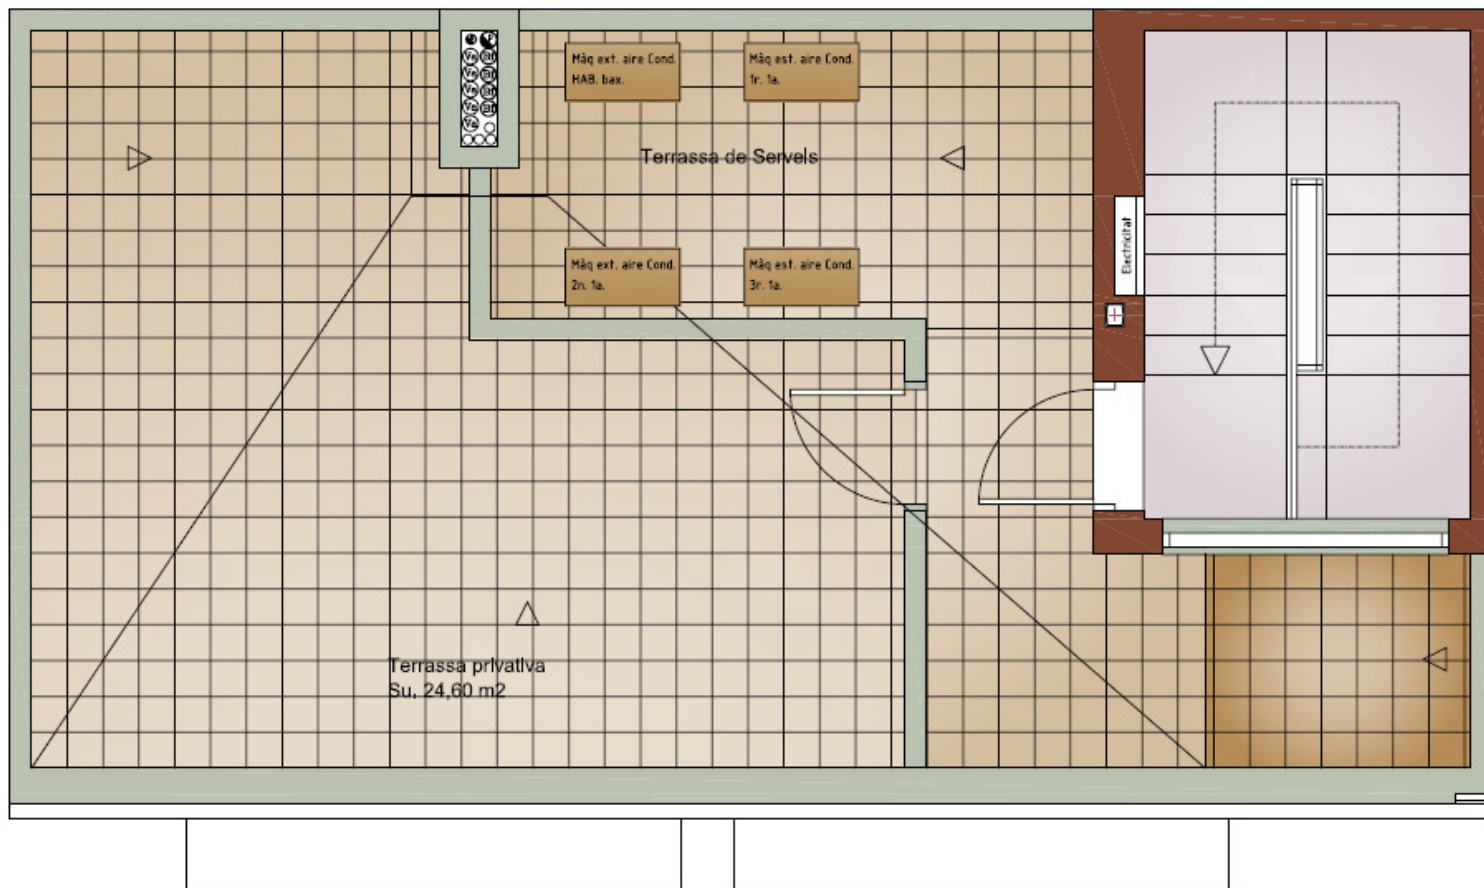 Màq ext. aire Cond.
HAB. bax.
Màq est. aire Cond.
1r. 1a.
Terrassa de Serveis
Electricitat
Màq ext. aire Cond.
2n. 1a.
Màq est. aire Cond.
3r. 1a.
Terrassa privativa
Su, 24,60 m2